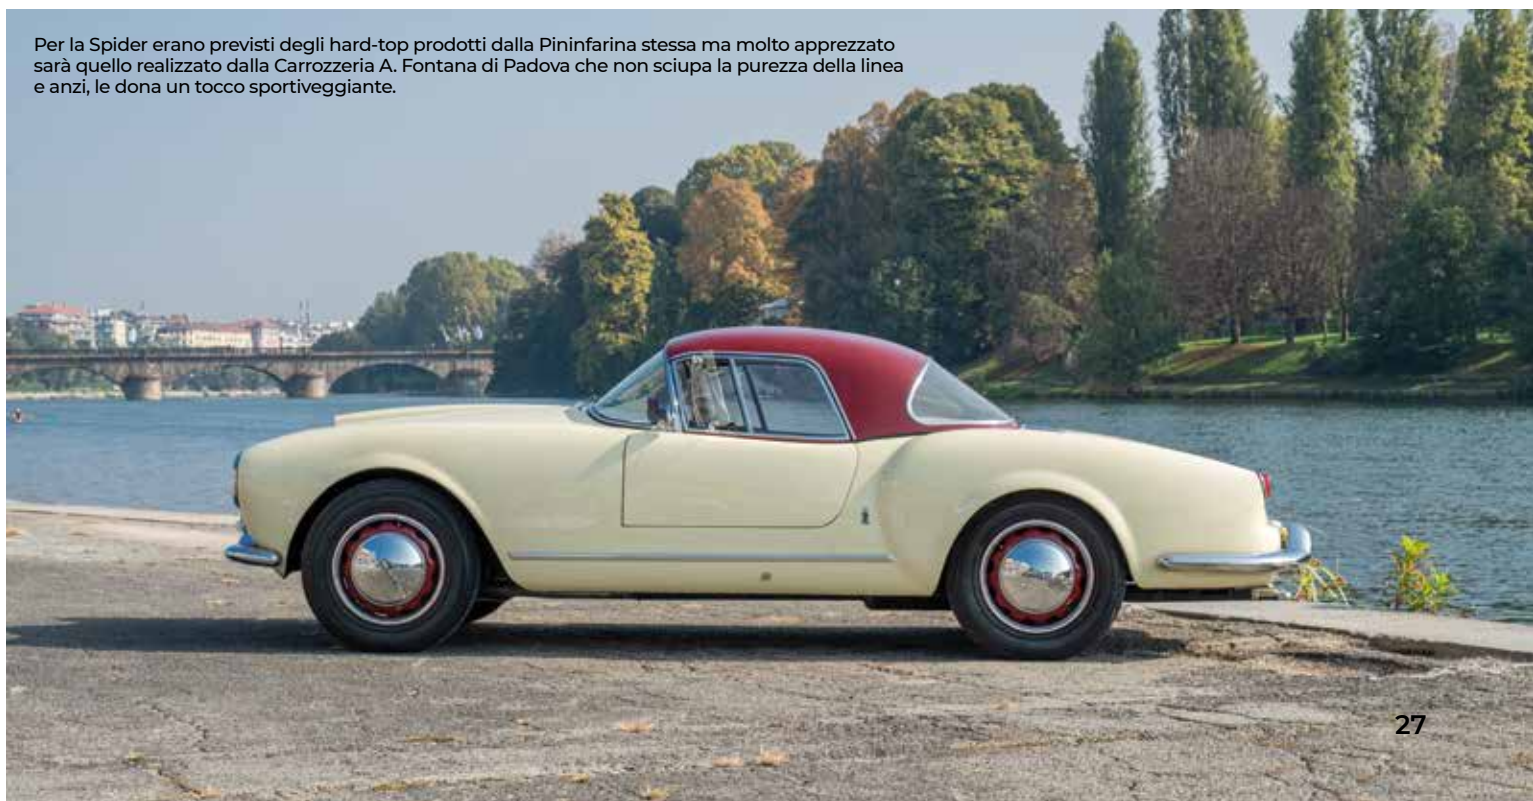 Per la Spider erano previsti degli hard-top prodotti dalla Pininfarina stessa ma molto apprezzato
sarà quello realizzato dalla Carrozzeria A. Fontana di Padova che non sciupa la purezza della linea
e anzi, le dona un tocco sportiveggiante.
27